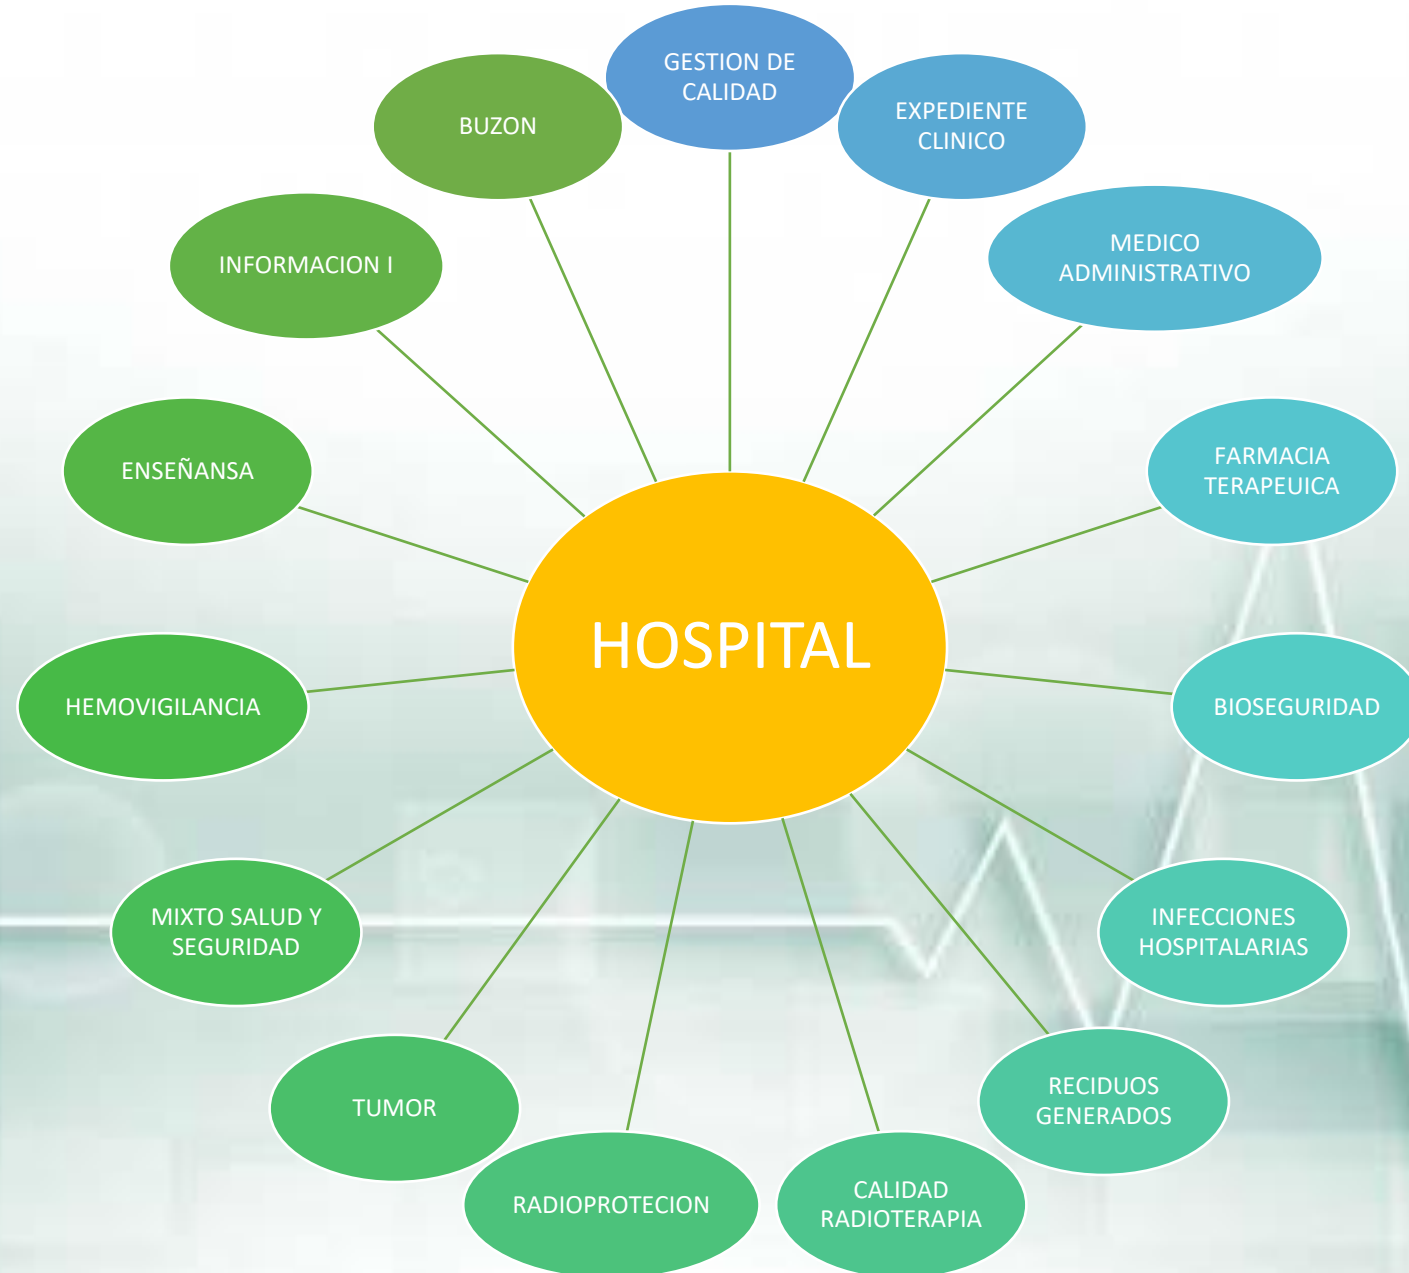 GESTION DE
CALIDAD
EXPEDIENTE
CLINICO
MEDICO
ADMINISTRATIVO
FARMACIA
TERAPEUICA
BIOSEGURIDAD
INFECCIONES
HOSPITALARIAS
RECIDUOS
GENERADOS
CALIDAD
RADIOTERAPIA
RADIOPROTECION
TUMOR
MIXTO SALUD Y
SEGURIDAD
HEMOVIGILANCIA
ENSEÑANSA
INFORMACION I
BUZON
HOSPITAL